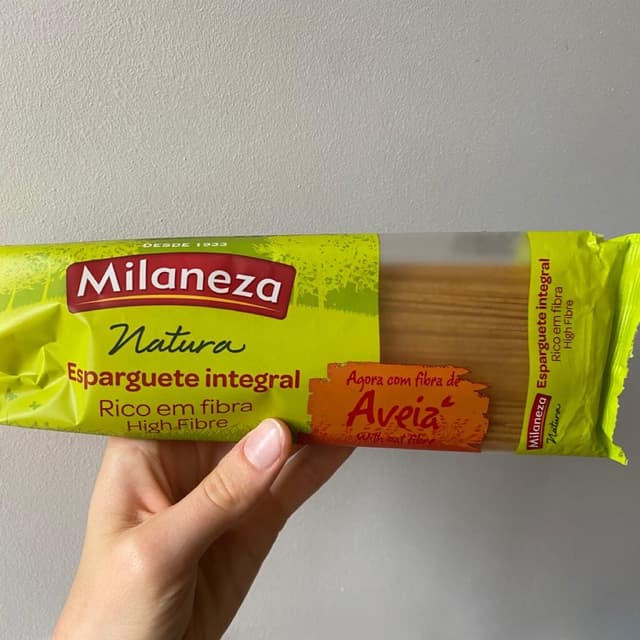 DESDE 1933
Milaneza
Natura
Esparguete integral
Rico em fibra
High Fibre
Agora com fibra de
Aveia
With oat fibre
Milaneza
Natura
Esparguete integral
Rico em fibra
High Fibre